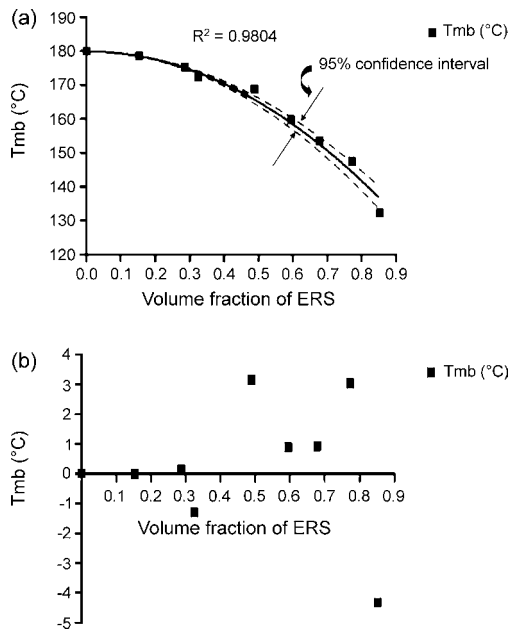 (a)
R² = 0.9804
Tmb (°C)
95% confidence interval
Tmb (°C)
190
180
170
160
150
140
130
120
0.0 0.1 0.2 0.3 0.4 0.5 0.6 0.7 0.8 0.9
Volume fraction of ERS
(b)
Tmb (°C)
Tmb (°C)
4
3
2
1
0
-1
-2
-3
-4
-5
0.1 0.2 0.3 0.4 0.5 0.6 0.7 0.8 0.9
Volume fraction of ERS